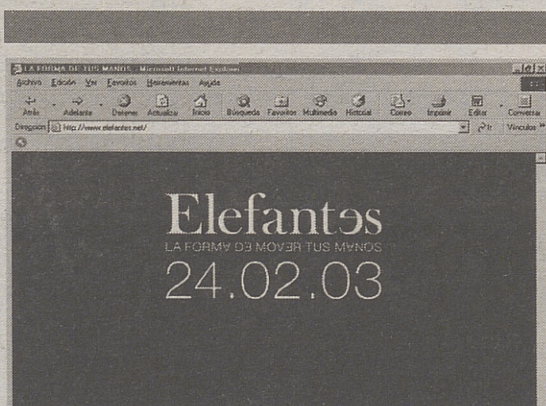 LA FORMA DE TUS MANOS - Microsoft Internet Explorer
Archivo Edición Ver Favoritos Herramientas Ayuda
Atrás Adelante Detener Actualizar Inicio Búsqueda Favoritos Multimedia Historial Correo Imprimir Editar Conversar
Dirección http://www.elefantes.net/ Ir Vínculos »
Elefantes
LA FORMA DE MOVER TUS MANOS
24.02.03